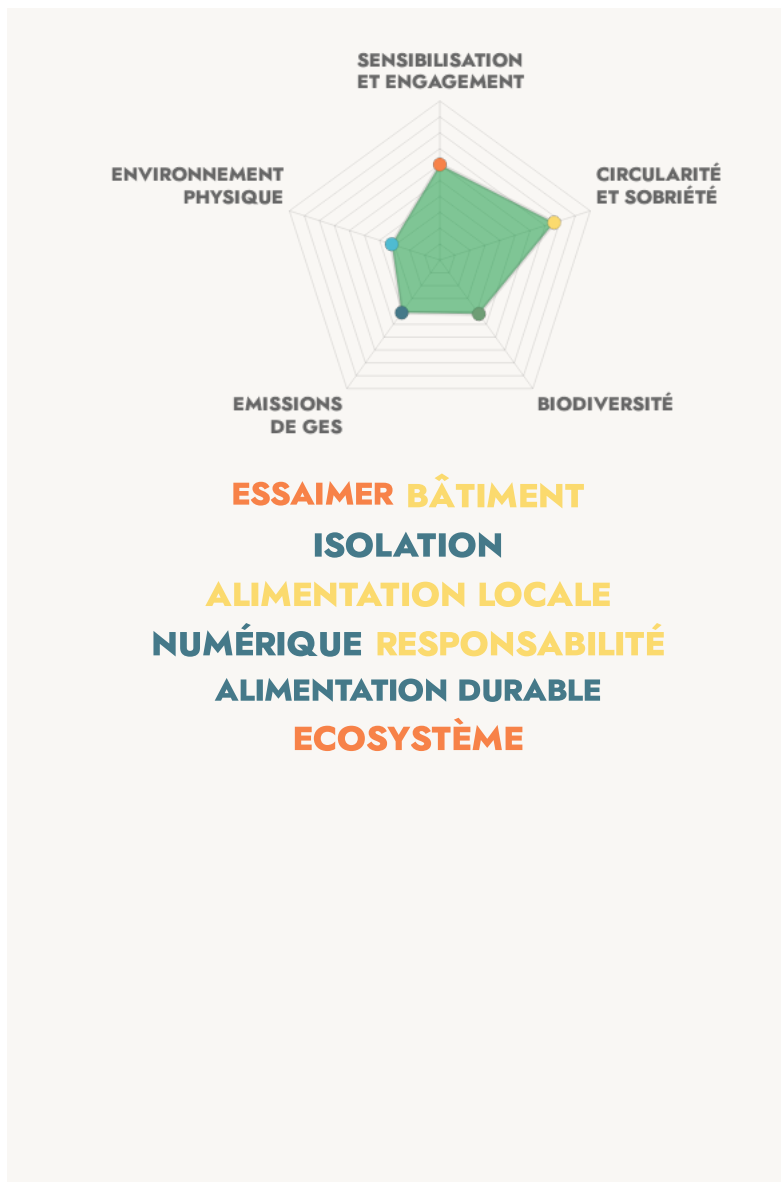 SENSIBILISATION
ET ENGAGEMENT
ENVIRONNEMENT
PHYSIQUE
CIRCULARITÉ
ET SOBRIÉTÉ
EMISSIONS
DE GES
BIODIVERSITÉ
ESSAIMER BÂTIMENT
ISOLATION
ALIMENTATION LOCALE
NUMÉRIQUE RESPONSABILITÉ
ALIMENTATION DURABLE
ECOSYSTÈME